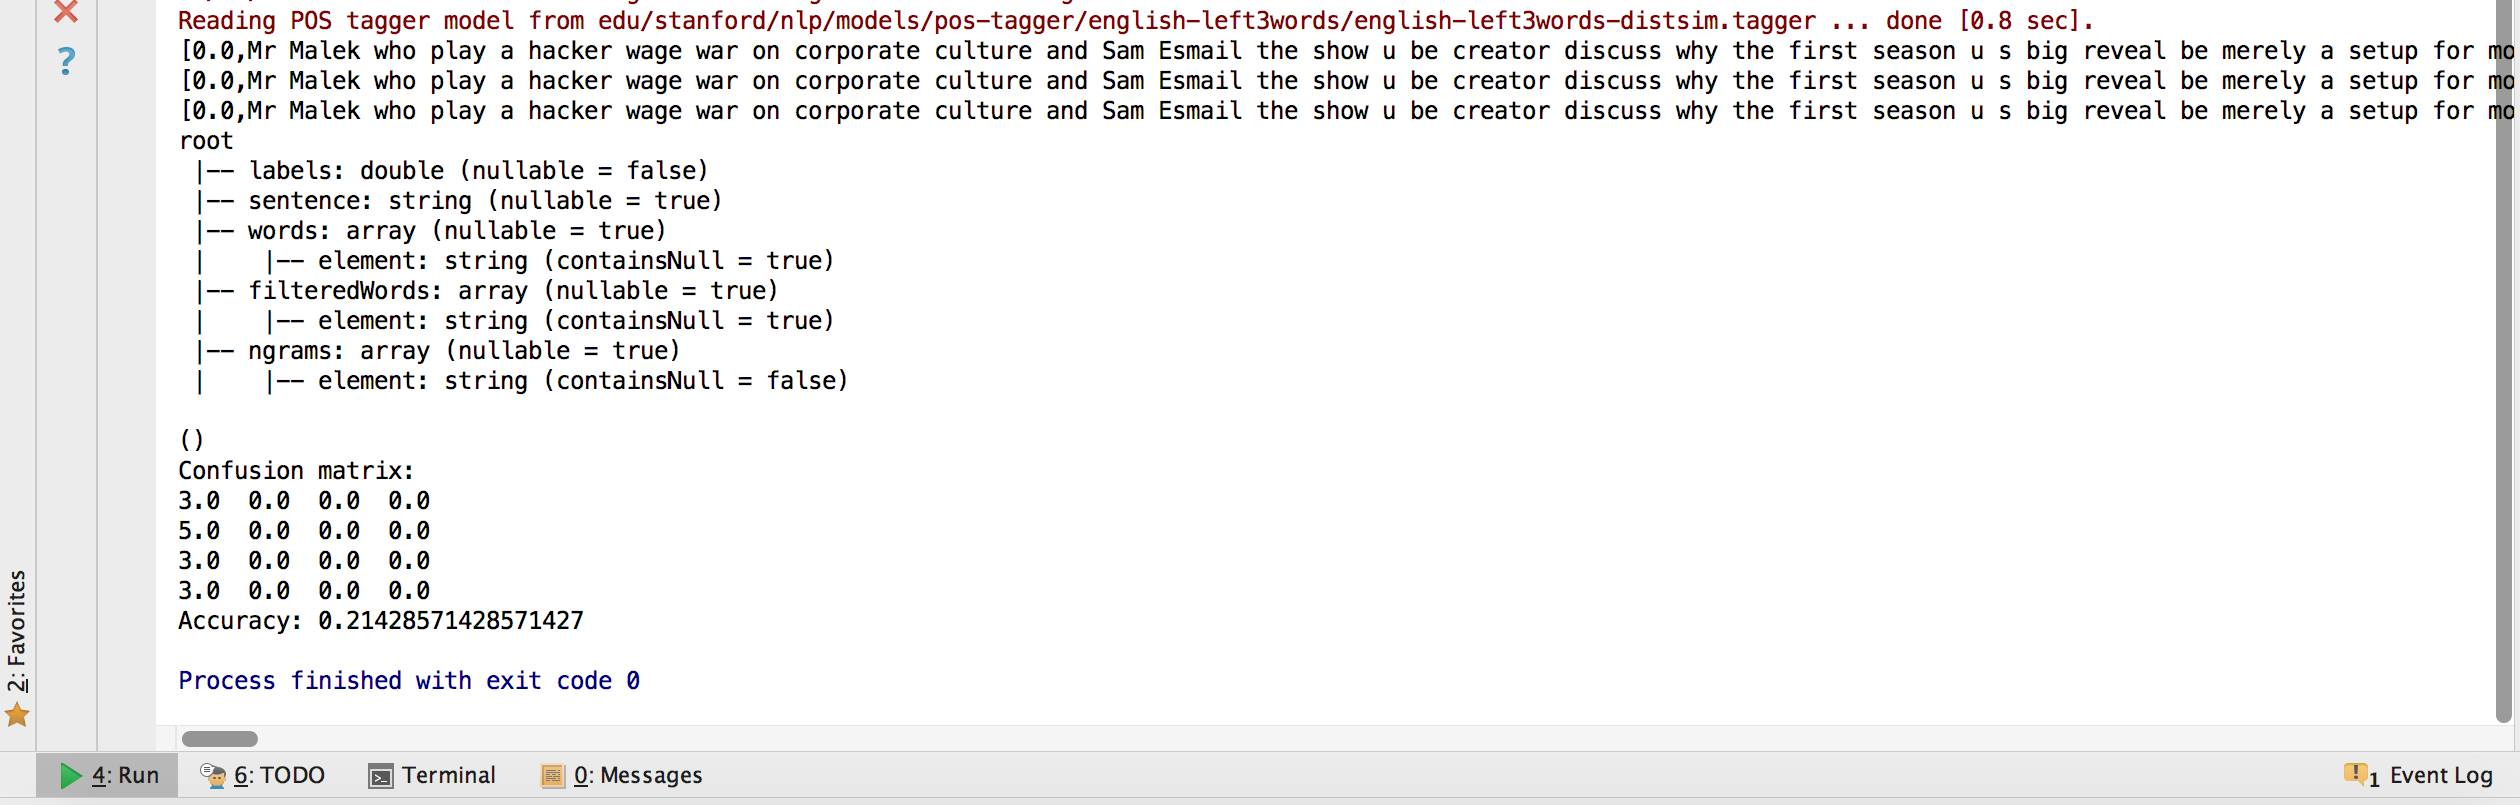 Reading POS tagger model from edu/stanford/nlp/models/pos-tagger/english-left3words/english-left3words-distsim.tagger ... done [0.8 sec].
[0.0,Mr Malek who play a hacker wage war on corporate culture and Sam Esmail the show u be creator discuss why the first season u s big reveal be merely a setup for mo
[0.0,Mr Malek who play a hacker wage war on corporate culture and Sam Esmail the show u be creator discuss why the first season u s big reveal be merely a setup for mo
[0.0,Mr Malek who play a hacker wage war on corporate culture and Sam Esmail the show u be creator discuss why the first season u s big reveal be merely a setup for mo
root
|-- labels: double (nullable = false)
|-- sentence: string (nullable = true)
|-- words: array (nullable = true)
|    |-- element: string (containsNull = true)
|-- filteredWords: array (nullable = true)
|    |-- element: string (containsNull = true)
|-- ngrams: array (nullable = true)
|    |-- element: string (containsNull = false)
()
Confusion matrix:
3.0  0.0  0.0  0.0
5.0  0.0  0.0  0.0
3.0  0.0  0.0  0.0
3.0  0.0  0.0  0.0
Accuracy: 0.21428571428571427
Process finished with exit code 0
2: Favorites
4: Run 6: TODO Terminal 0: Messages 1 Event Log